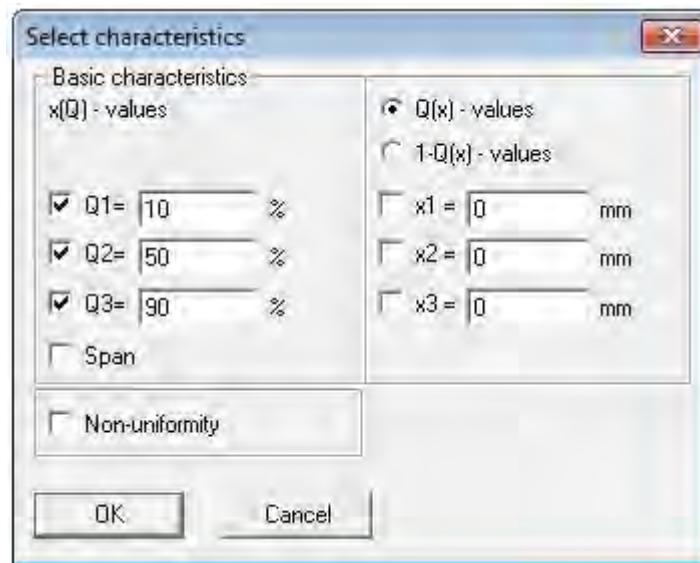 Select characteristics
Basic characteristics
x(Q) - values
Q1= 10 %
Q2= 50 %
Q3= 90 %
Span
Q(x) - values
1-Q(x) - values
x1 = 0 mm
x2 = 0 mm
x3 = 0 mm
Non-uniformity
OK
Cancel